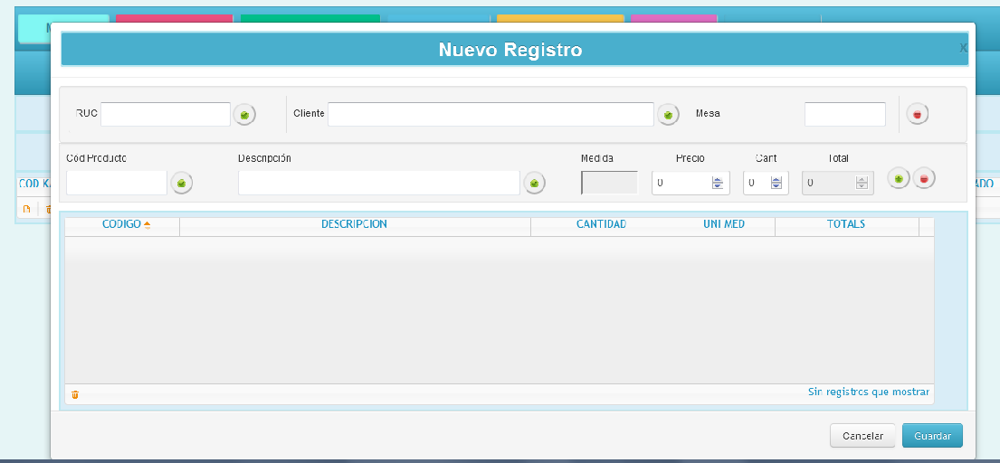 Nuevo Registro
X
RUC Cliente Mesa
Cód Producto Descripción Medida Precio Cant Total
0 0 0
COD
ADO
CODIGO DESCRIPCION CANTIDAD UNI MED TOTALS
Sin registros que mostrar
Cancelar Guardar